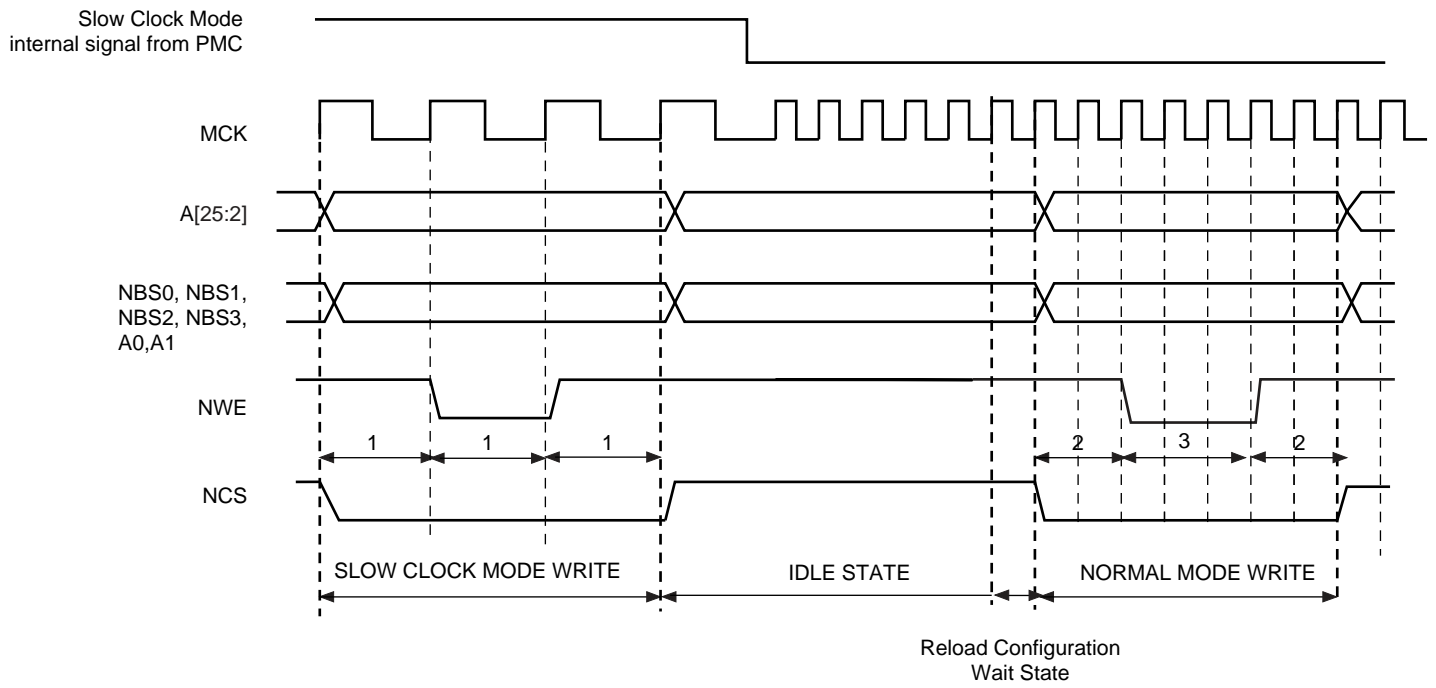 Slow Clock Mode
internal signal from PMC
MCK
A[25:2]
NBS0, NBS1,
NBS2, NBS3,
A0,A1
NWE
1 1 1 2 3 2
NCS
SLOW CLOCK MODE WRITE IDLE STATE NORMAL MODE WRITE
Reload Configuration
Wait State